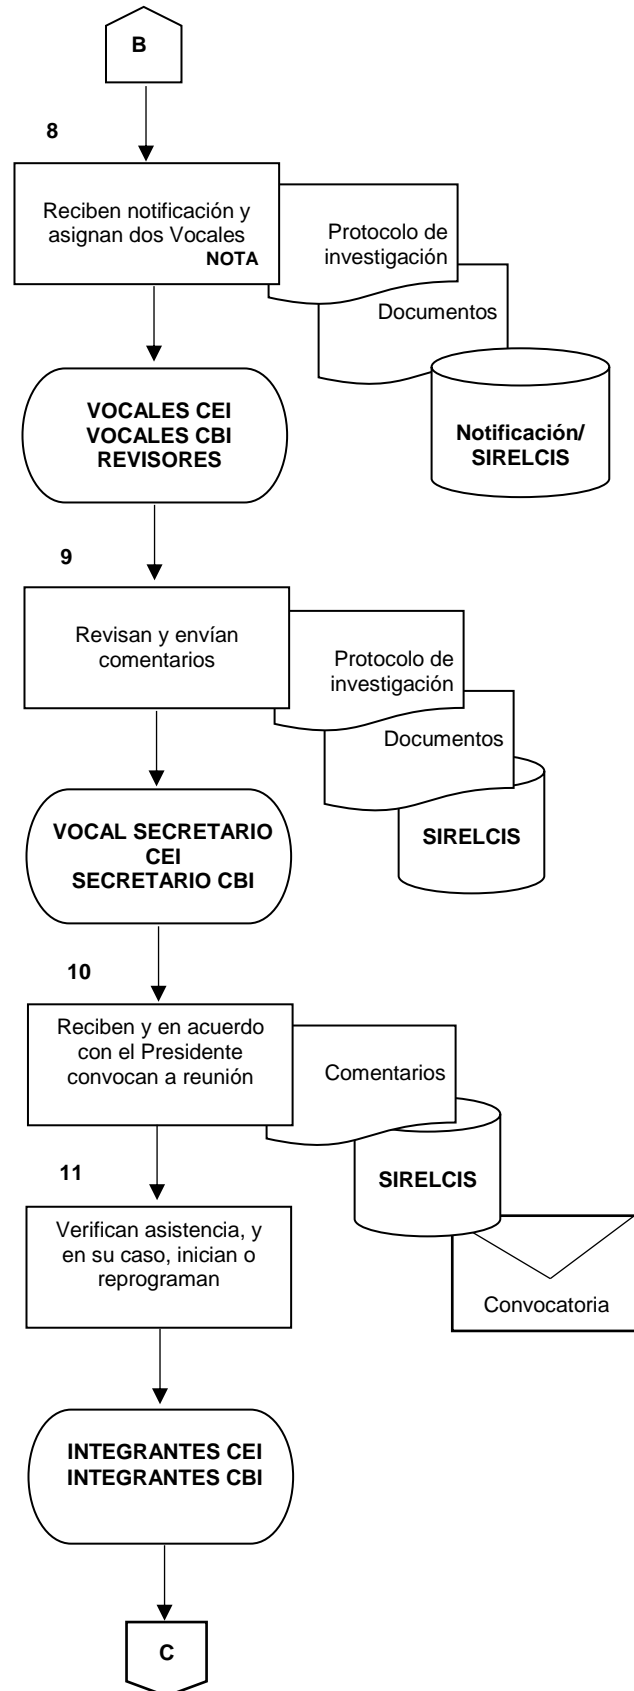 B
8
Reciben notificación y
asignan dos Vocales
NOTA
Protocolo de
investigación
Documentos
Notificación/
SIRELCIS
VOCALES CEI
VOCALES CBI
REVISORES
9
Revisan y envían
comentarios
Protocolo de
investigación
Documentos
SIRELCIS
VOCAL SECRETARIO
CEI
SECRETARIO CBI
10
Reciben y en acuerdo
con el Presidente
convocan a reunión
Comentarios
SIRELCIS
Convocatoria
11
Verifican asistencia, y
en su caso, inician o
reprograman
INTEGRANTES CEI
INTEGRANTES CBI
C